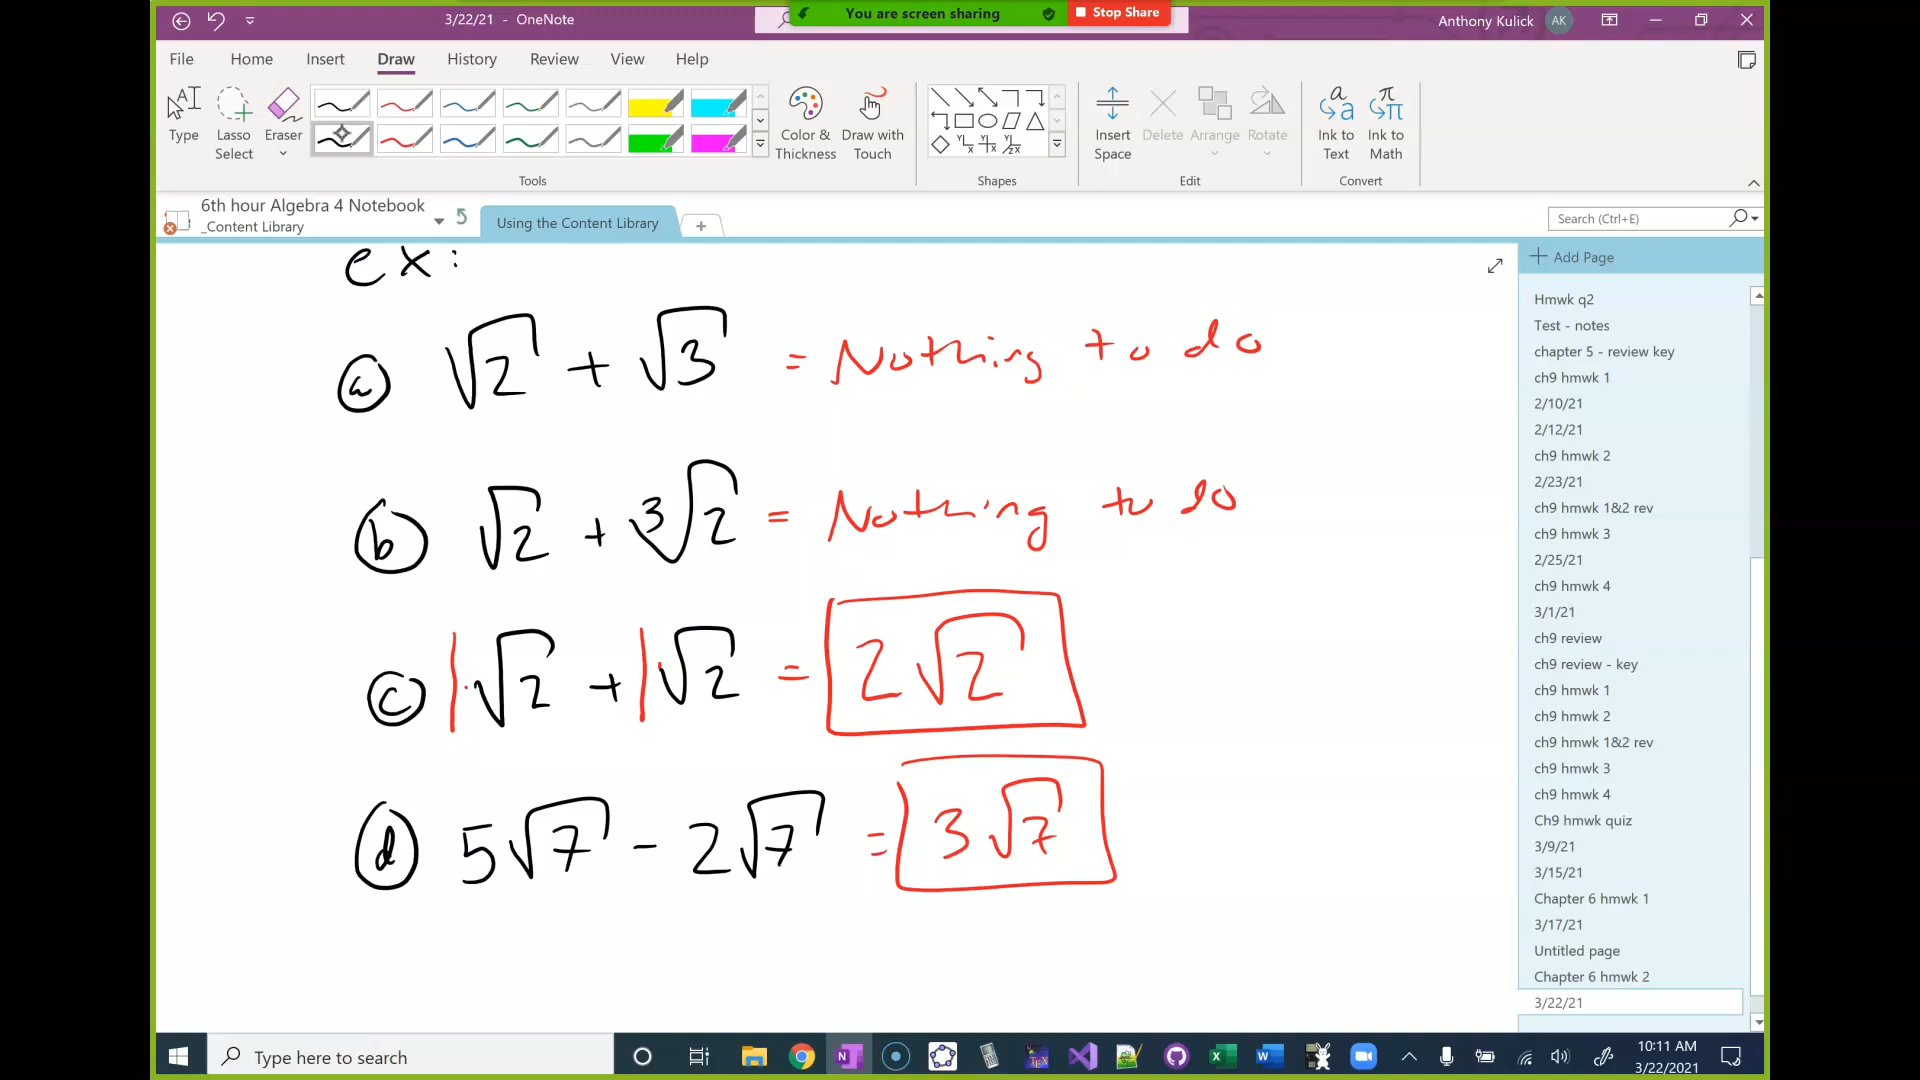 3/22/21 - OneNote
You are screen sharing
Stop Share
Anthony Kulick AK
File Home Insert Draw History Review View Help
Type
Lasso Select
Eraser
Color & Thickness
Draw with Touch
Insert Space
Delete
Arrange
Rotate
Ink to Text
Ink to Math
Tools Shapes Edit Convert
6th hour Algebra 4 Notebook
_Content Library
Using the Content Library
Search (Ctrl+E)
ex:
(a) √2 + √3 = Nothing to do
(b) √2 + ³√2 = Nothing to do
(c) 1·√2 + 1·√2 = 2√2
(d) 5√7 - 2√7 = 3√7
Add Page
Hmwk q2
Test - notes
chapter 5 - review key
ch9 hmwk 1
2/10/21
2/12/21
ch9 hmwk 2
2/23/21
ch9 hmwk 1&2 rev
ch9 hmwk 3
2/25/21
ch9 hmwk 4
3/1/21
ch9 review
ch9 review - key
ch9 hmwk 1
ch9 hmwk 2
ch9 hmwk 1&2 rev
ch9 hmwk 3
ch9 hmwk 4
Ch9 hmwk quiz
3/9/21
3/15/21
Chapter 6 hmwk 1
3/17/21
Untitled page
Chapter 6 hmwk 2
3/22/21
Type here to search
10:11 AM
3/22/2021